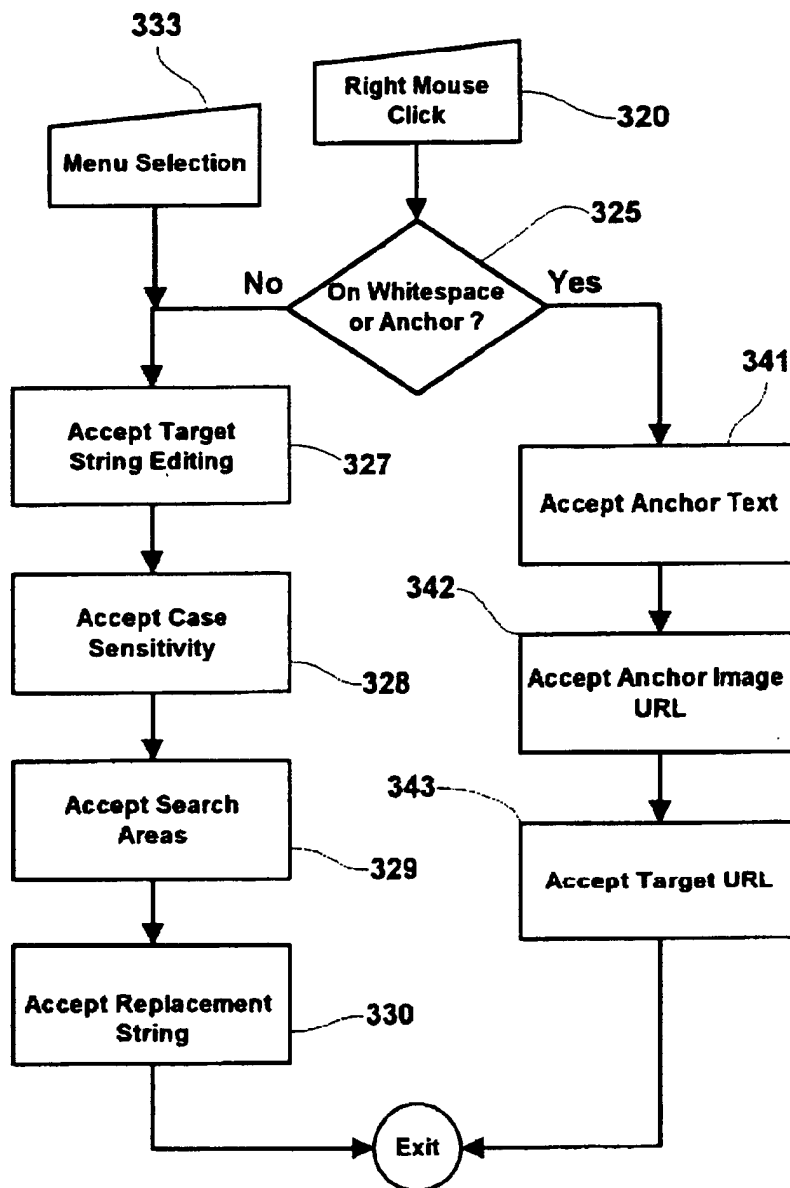 333
Right Mouse
Click
320
Menu Selection
325
No
On Whitespace
or Anchor ?
Yes
341
Accept Target
String Editing
327
Accept Anchor Text
342
Accept Case
Sensitivity
328
Accept Anchor Image
URL
343
Accept Search
Areas
329
Accept Target URL
Accept Replacement
String
330
Exit